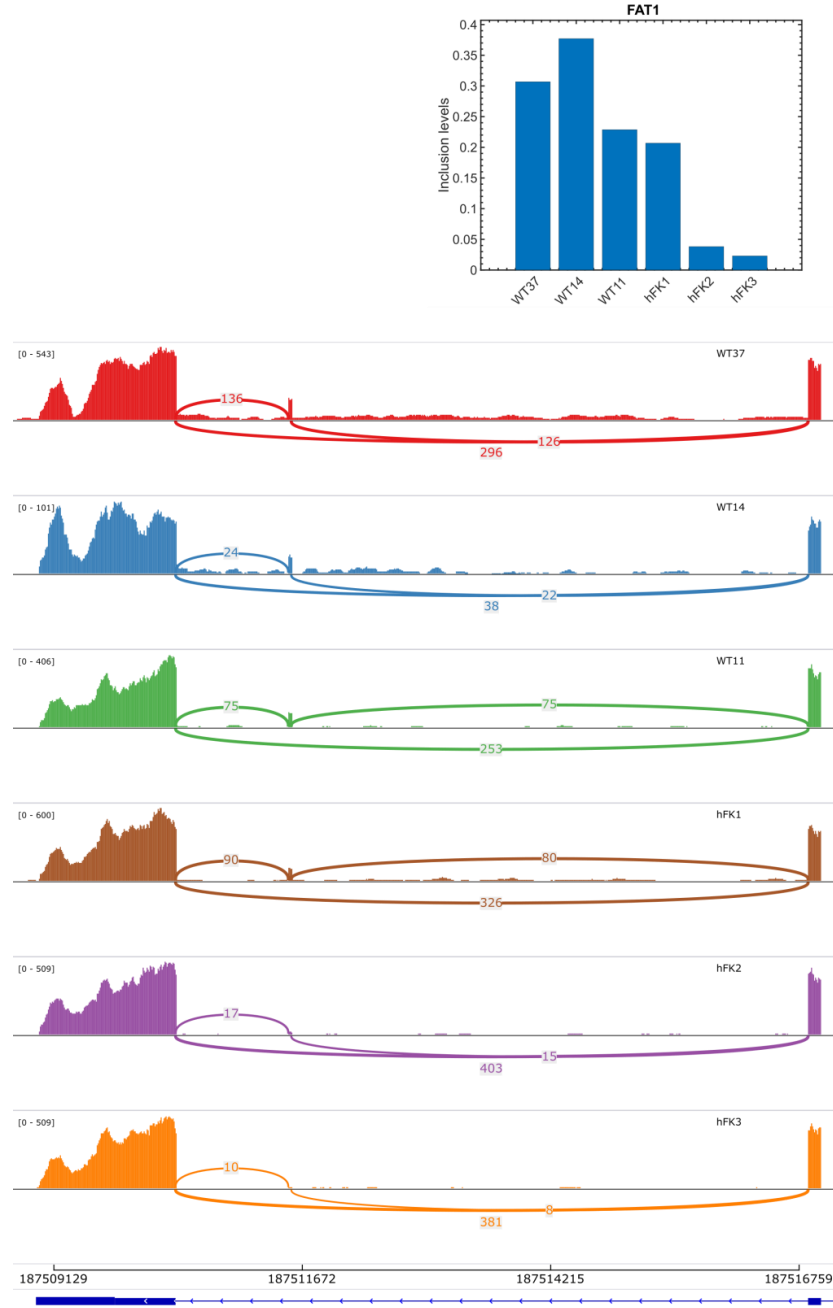 FAT1
Inclusion levels
0.4
0.35
0.3
0.25
0.2
0.15
0.1
0.05
0
WT37 WT14 WT11 hFK1 hFK2 hFK3
[0 - 543] WT37
136
126
296
[0 - 101] WT14
24
22
38
[0 - 406] WT11
75 75
253
[0 - 600] hFK1
90 80
326
[0 - 509] hFK2
17
15
403
[0 - 509] hFK3
10
8
381
187509129 187511672 187514215 187516759